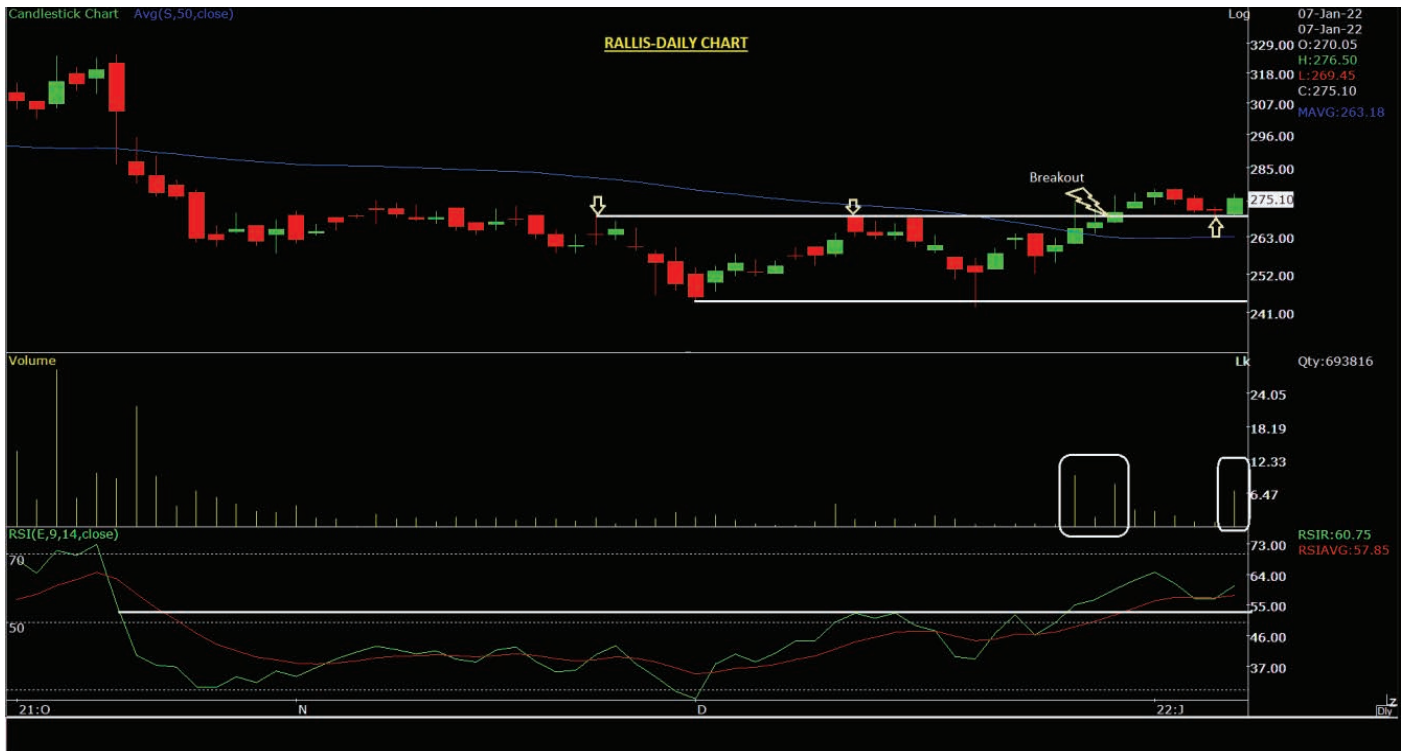 Candlestick Chart Avg(S,50,close)
RALLIS-DAILY CHART
Log
07-Jan-22
07-Jan-22
O:270.05
H:276.50
L:269.45
C:275.10
MAVG:263.18
329.00
318.00
307.00
296.00
285.00
275.10
263.00
252.00
241.00
Breakout
Volume
Lk
Qty:693816
24.05
18.19
12.33
6.47
RSI(E,9,14,close)
70
50
73.00
64.00
55.00
46.00
37.00
RSIR:60.75
RSIAVG:57.85
21:O N D 22:J
Z
Dly